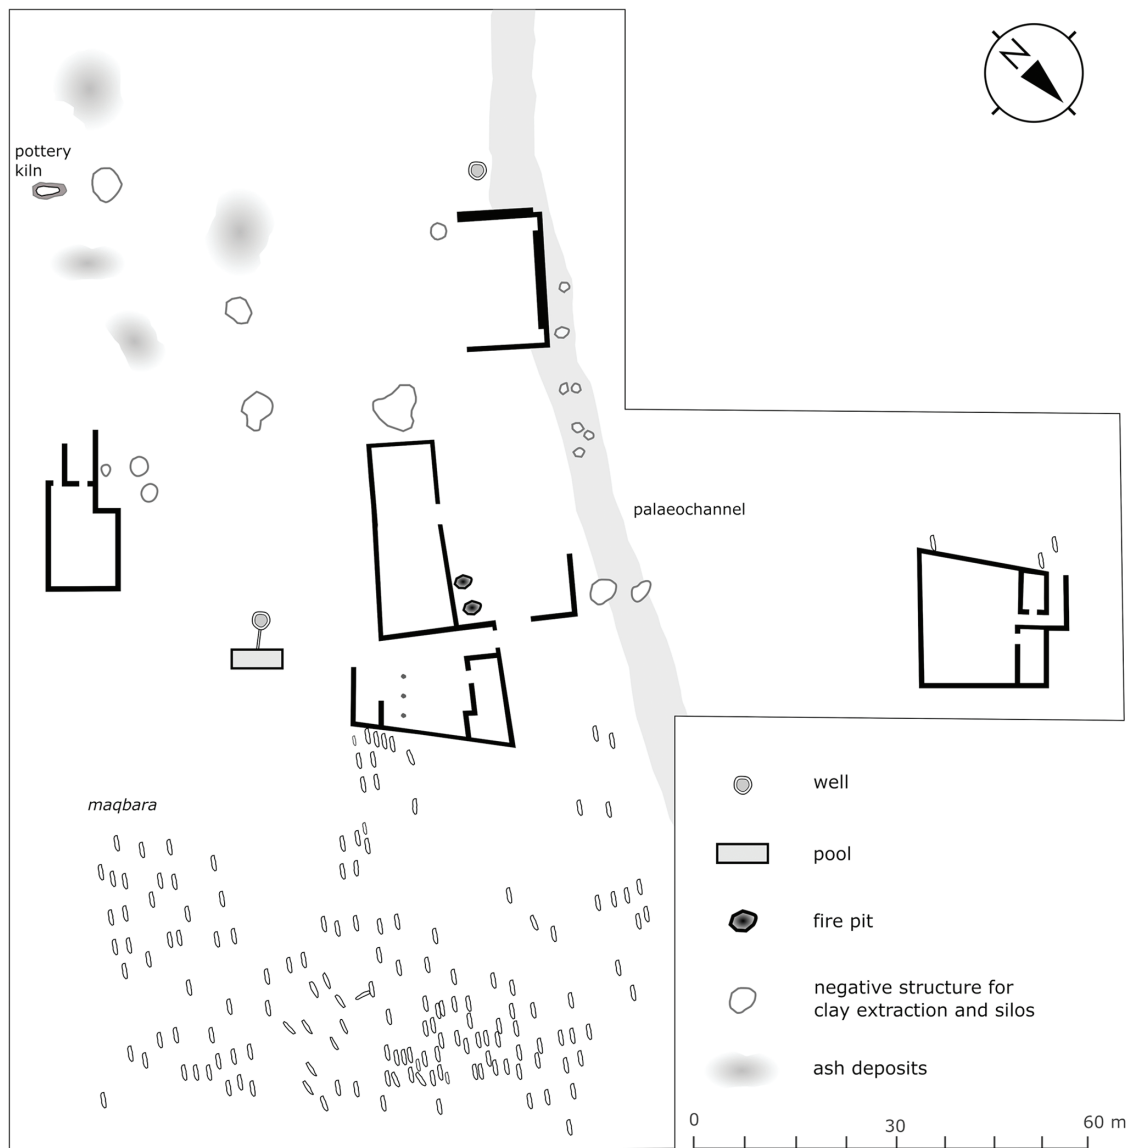 N
pottery
kiln
palaeochannel
maqbara
well
pool
fire pit
negative structure for
clay extraction and silos
ash deposits
0 30 60 m